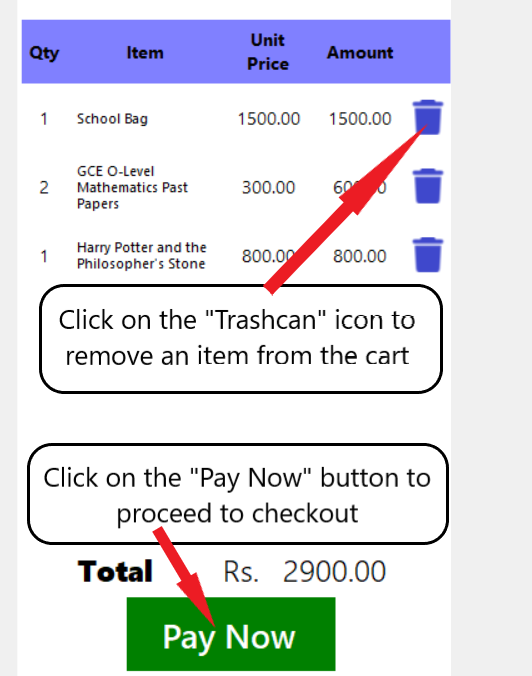 Qty Item Unit Price Amount
1 School Bag 1500.00 1500.00
2 GCE O-Level Mathematics Past Papers 300.00
1 Harry Potter and the Philosopher's Stone 800.00 800.00
Click on the "Trashcan" icon to
remove an item from the cart
Click on the "Pay Now" button to
proceed to checkout
Total Rs. 2900.00
Pay Now